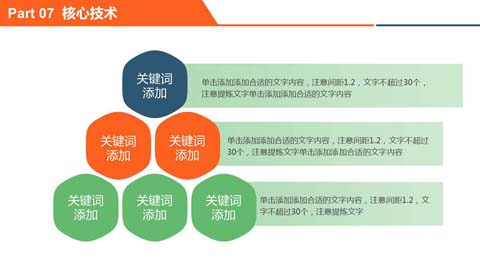 Part 07 核心技术
关键词
添加
单击添加添加合适的文字内容，注意间距1.2，文字不超过30个，
注意提炼文字单击添加添加合适的文字内容
关键词
添加
关键词
添加
单击添加添加合适的文字内容，注意间距1.2，文字不超过
30个，注意提炼文字单击添加添加合适的文字内容
关键词
添加
关键词
添加
关键词
添加
单击添加添加合适的文字内容，注意间距1.2，文
字不超过30个，注意提炼文字